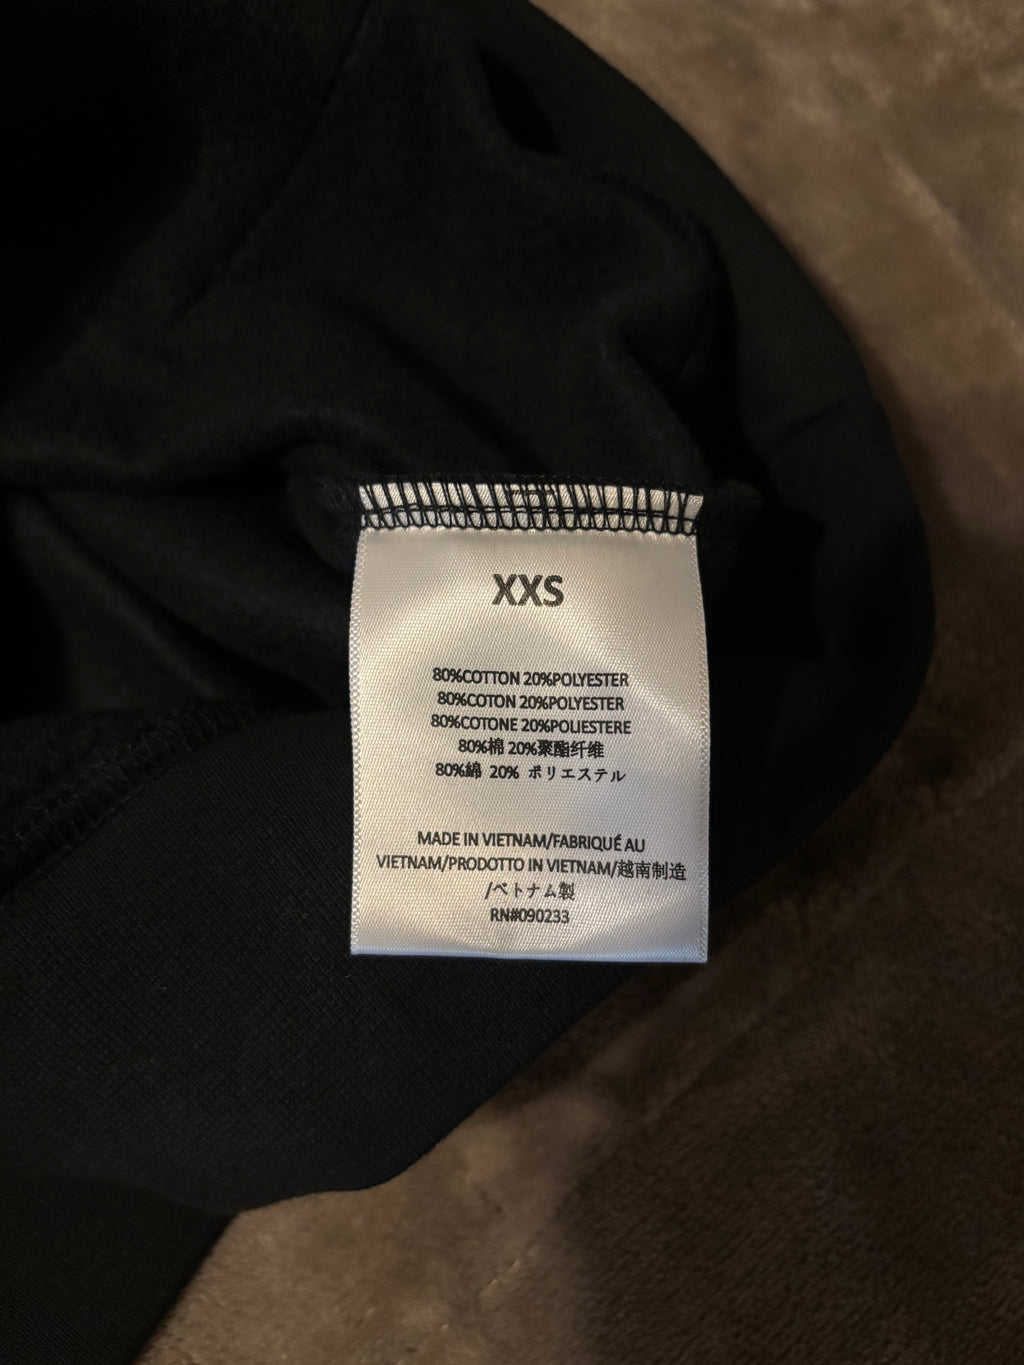 XXS
80%COTTON 20%POLYESTER
80%COTON 20%POLYESTER
80%COTONE 20%POLIESTERE
80%棉 20%聚酯纤维
80%綿 20% ポリエステル
MADE IN VIETNAM/FABRIQUÉ AU
VIETNAM/PRODOTTO IN VIETNAM/越南制造
/ベトナム製
RN#090233